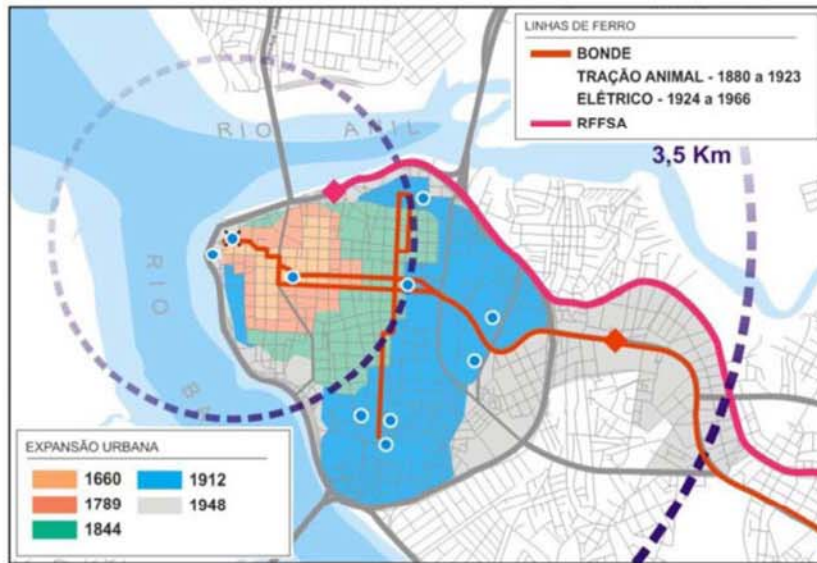 LINHAS DE FERRO
BONDE
TRAÇÃO ANIMAL - 1880 a 1923
ELÉTRICO - 1924 a 1966
RFFSA
3,5 Km
RIO ANIL
RIO BA
EXPANSÃO URBANA
1660
1912
1789
1948
1844